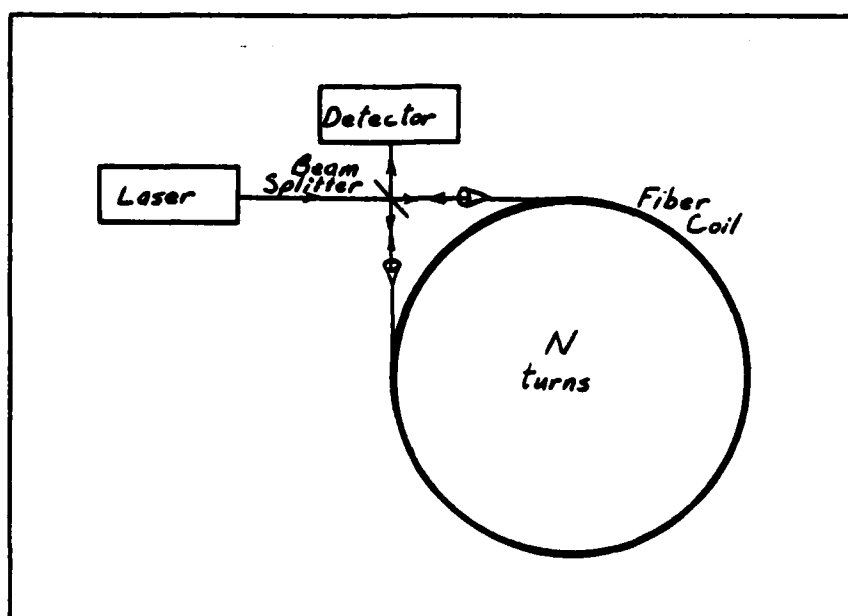 Detector
Laser
Beam
Splitter
Fiber
Coil
N
turns